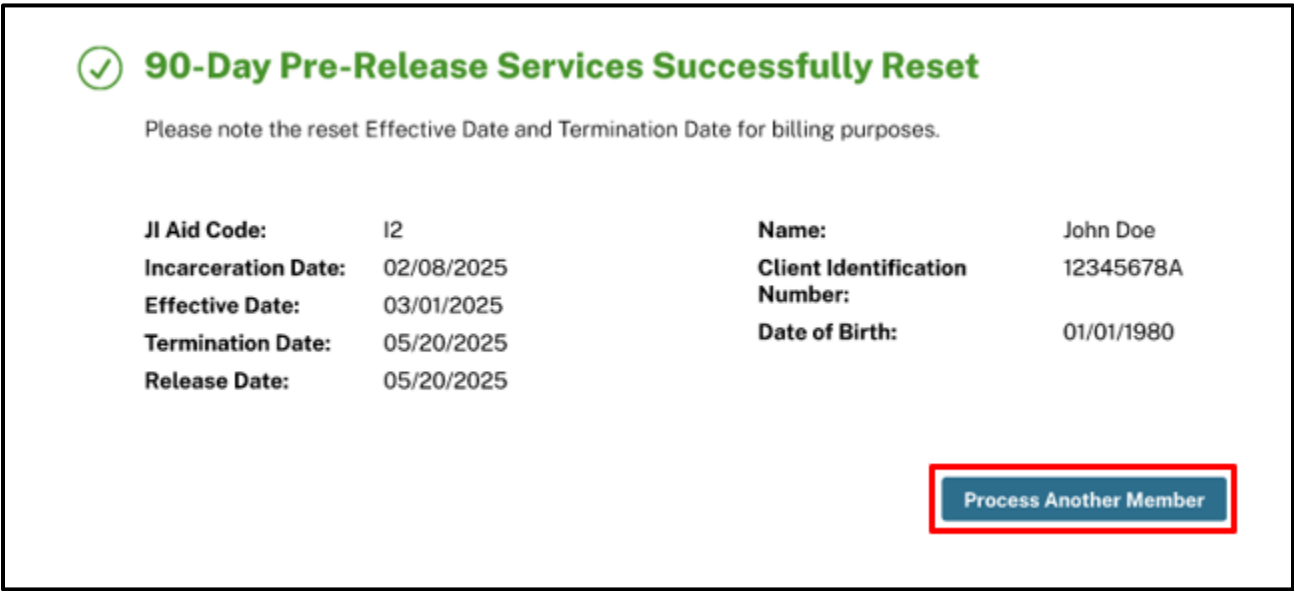 90-Day Pre-Release Services Successfully Reset
Please note the reset Effective Date and Termination Date for billing purposes.
JI Aid Code: I2
Incarceration Date: 02/08/2025
Effective Date: 03/01/2025
Termination Date: 05/20/2025
Release Date: 05/20/2025
Name: John Doe
Client Identification 12345678A
Number:
Date of Birth: 01/01/1980
Process Another Member